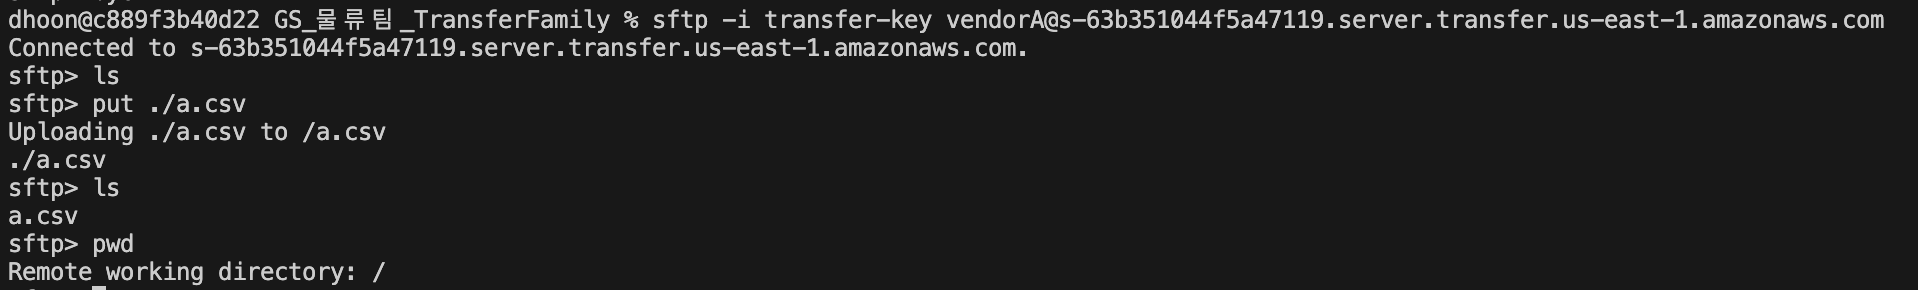 dhoon@c889f3b40d22 GS_물류팀_TransferFamily % sftp -i transfer-key vendorA@s-63b351044f5a47119.server.transfer.us-east-1.amazonaws.com
Connected to s-63b351044f5a47119.server.transfer.us-east-1.amazonaws.com.
sftp> ls
sftp> put ./a.csv
Uploading ./a.csv to /a.csv
./a.csv
sftp> ls
a.csv
sftp> pwd
Remote working directory: /